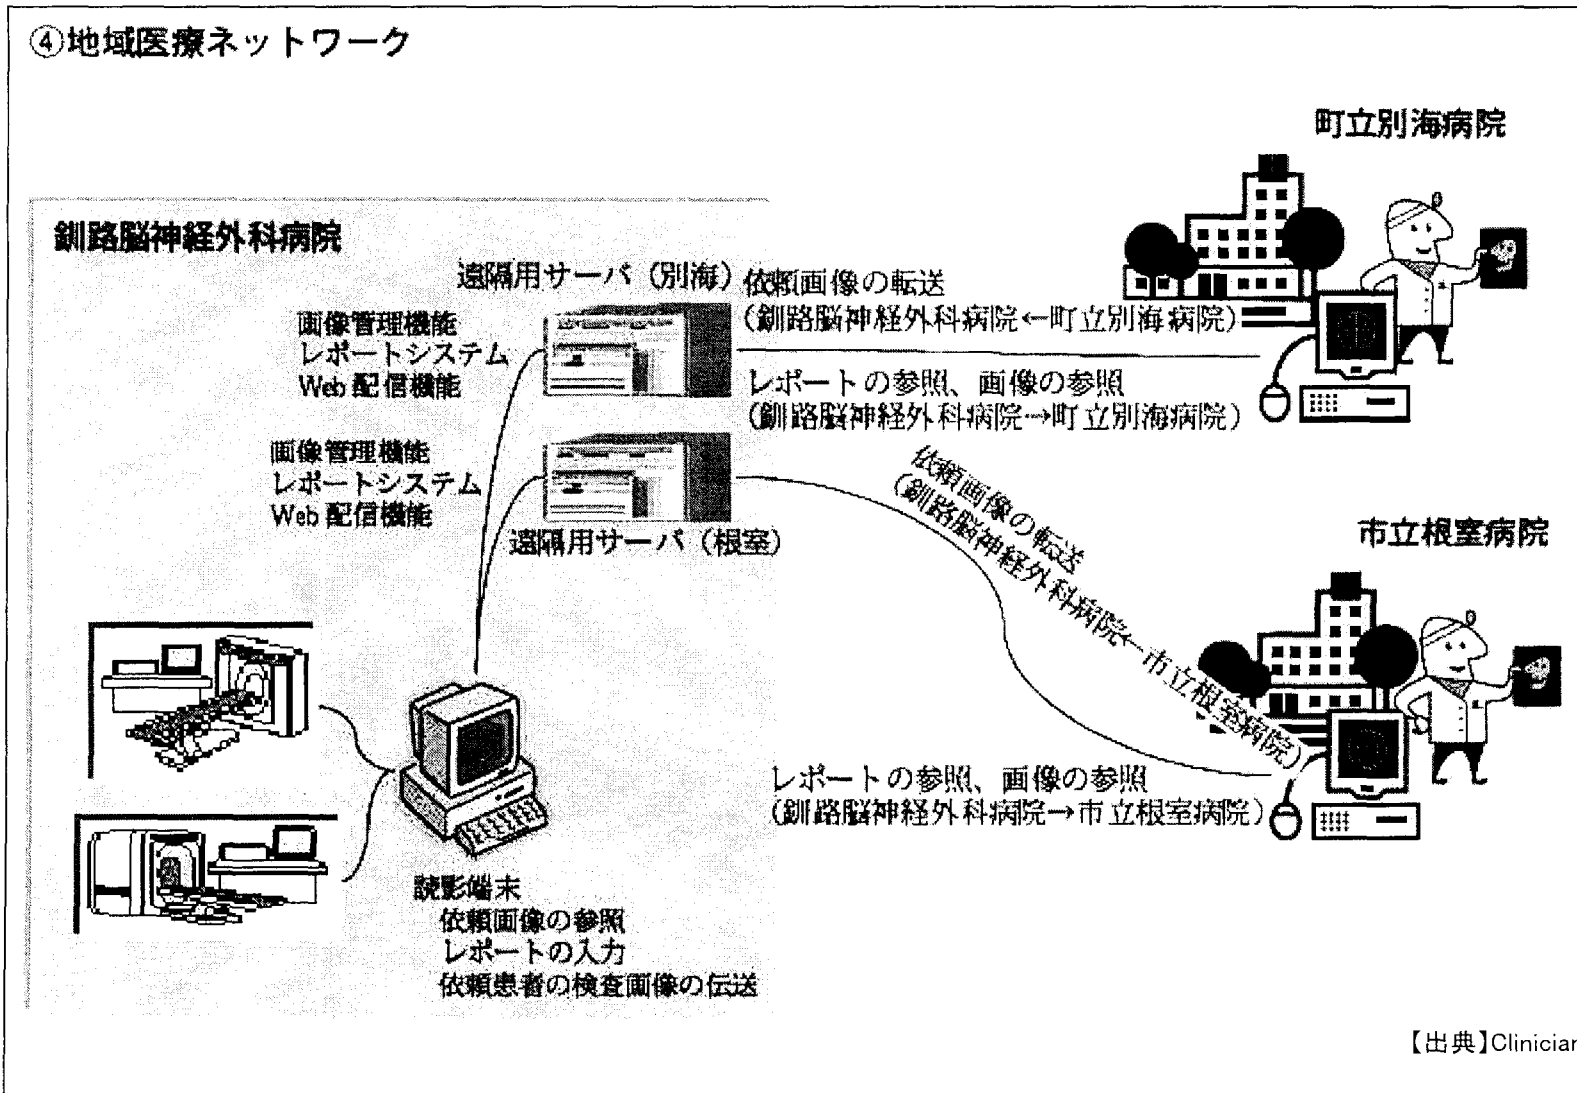 ④地域医療ネットワーク
町立別海病院
釧路脳神経外科病院
遠隔用サーバ（別海）
画像管理機能
レポートシステム
Web 配信機能
依頼画像の転送
（釧路脳神経外科病院←町立別海病院）
レポートの参照、画像の参照
（釧路脳神経外科病院→町立別海病院）
画像管理機能
レポートシステム
Web 配信機能
遠隔用サーバ（根室）
依頼画像の転送
（釧路脳神経外科病院←市立根室病院）
市立根室病院
レポートの参照、画像の参照
（釧路脳神経外科病院→市立根室病院）
読影端末
依頼画像の参照
レポートの入力
依頼患者の検査画像の伝送
【出典】Clinician